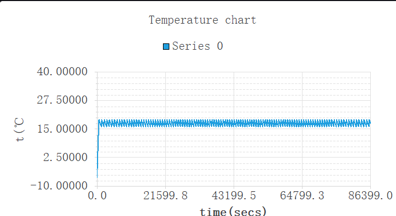 Temperature chart
Series 0
40.00000
27.50000
15.00000
2.50000
-10.00000
t(℃
0.0 21599.8 43199.5 64799.3 86399.0
time(secs)